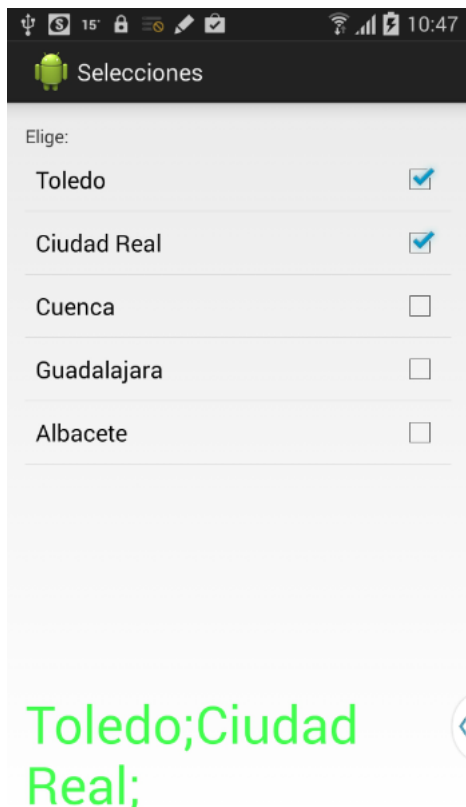 15°
10:47
Selecciones
Elige:
Toledo
Ciudad Real
Cuenca
Guadalajara
Albacete
Toledo;Ciudad
Real;